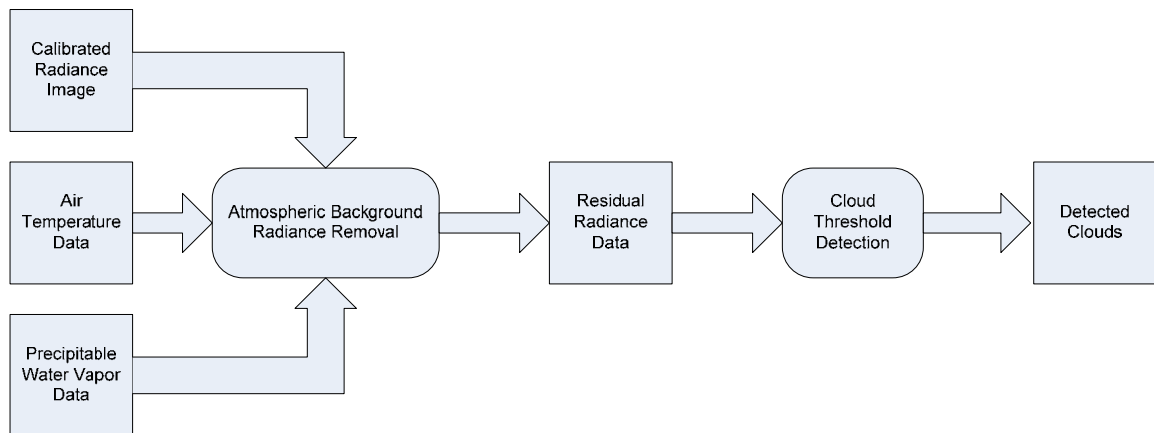 Calibrated
Radiance
Image
Air
Temperature
Data
Precipitable
Water Vapor
Data
Atmospheric Background
Radiance Removal
Residual
Radiance
Data
Cloud
Threshold
Detection
Detected
Clouds